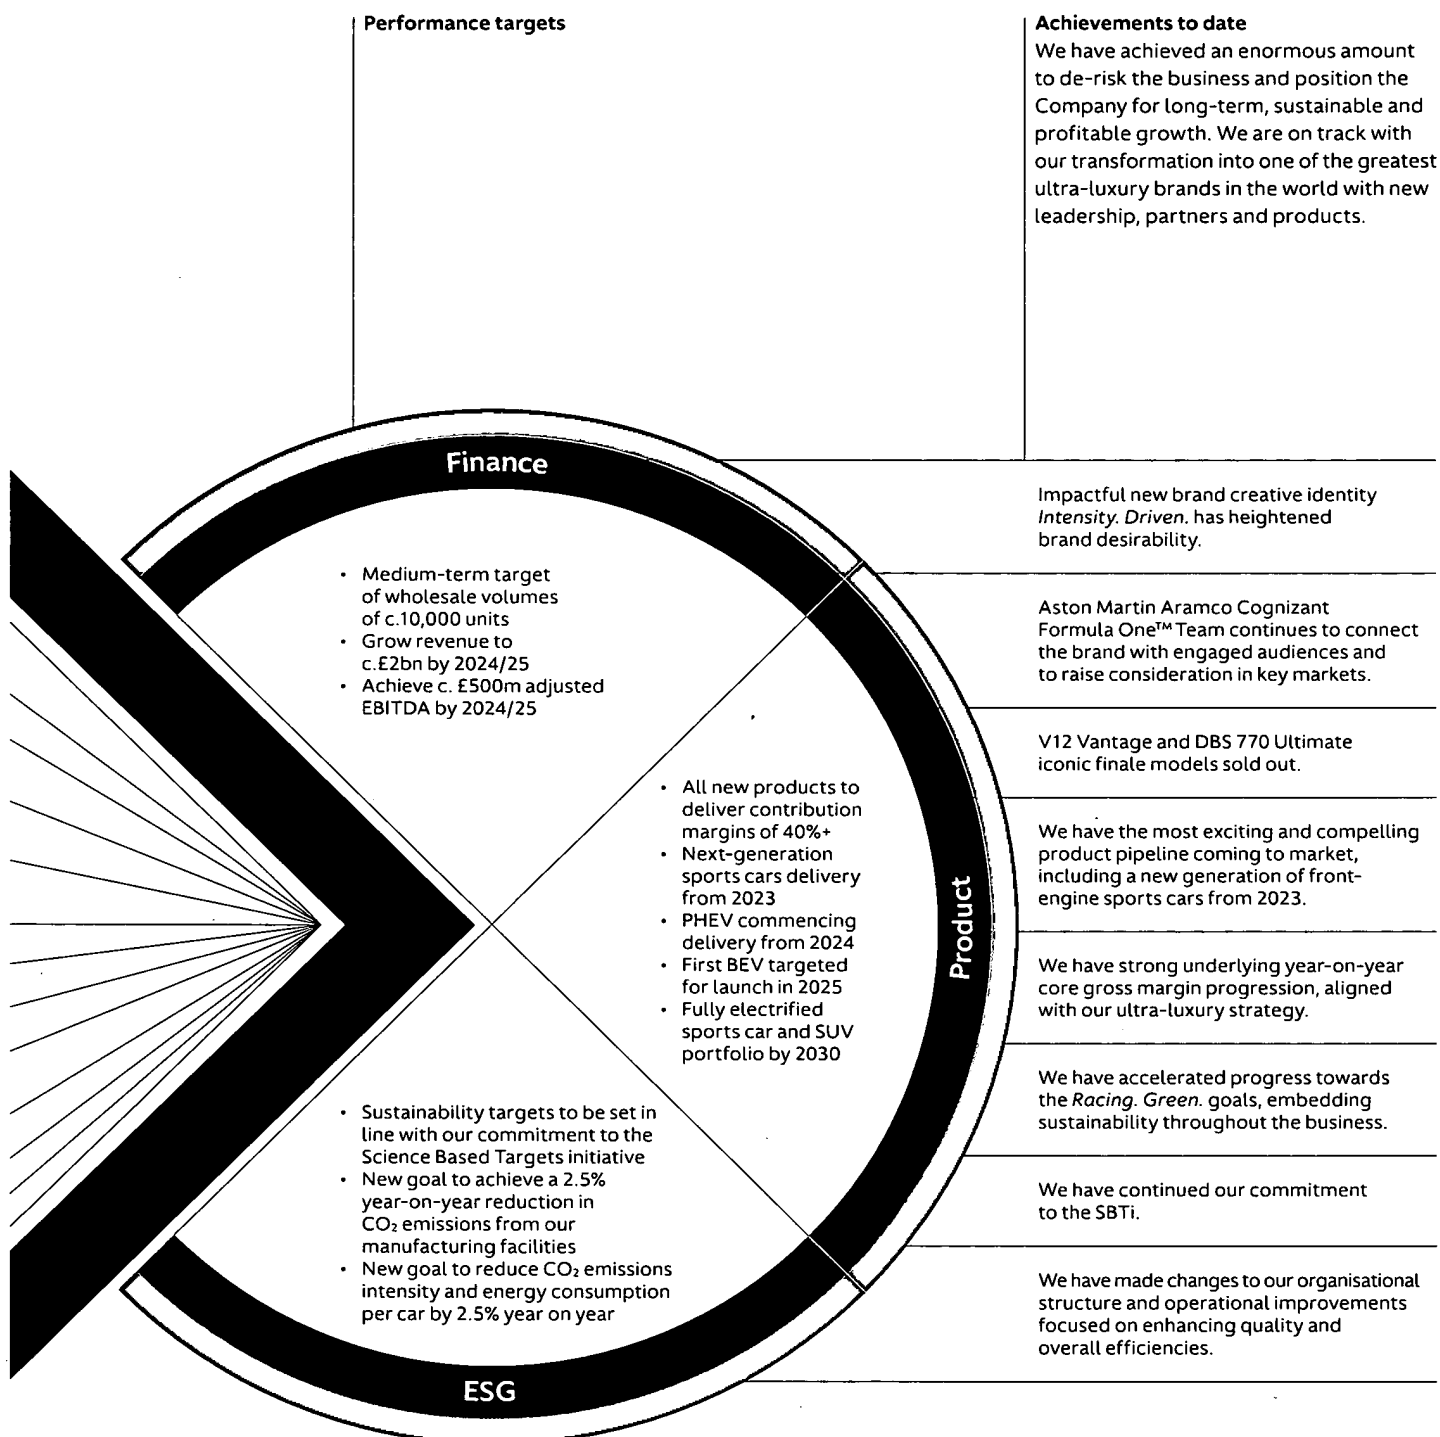 Performance targets
Achievements to date
We have achieved an enormous amount
to de-risk the business and position the
Company for long-term, sustainable and
profitable growth. We are on track with
our transformation into one of the greatest
ultra-luxury brands in the world with new
leadership, partners and products.
Finance
• Medium-term target
of wholesale volumes
of c.10,000 units
• Grow revenue to
c.£2bn by 2024/25
• Achieve c. £500m adjusted
EBITDA by 2024/25
• All new products to
deliver contribution
margins of 40%+
• Next-generation
sports cars delivery
from 2023
• PHEV commencing
delivery from 2024
• First BEV targeted
for launch in 2025
• Fully electrified
sports car and SUV
portfolio by 2030
Product
• Sustainability targets to be set in
line with our commitment to the
Science Based Targets initiative
• New goal to achieve a 2.5%
year-on-year reduction in
CO₂ emissions from our
manufacturing facilities
• New goal to reduce CO₂ emissions
intensity and energy consumption
per car by 2.5% year on year
ESG
Impactful new brand creative identity
Intensity. Driven. has heightened
brand desirability.
Aston Martin Aramco Cognizant
Formula One™ Team continues to connect
the brand with engaged audiences and
to raise consideration in key markets.
V12 Vantage and DBS 770 Ultimate
iconic finale models sold out.
We have the most exciting and compelling
product pipeline coming to market,
including a new generation of front-
engine sports cars from 2023.
We have strong underlying year-on-year
core gross margin progression, aligned
with our ultra-luxury strategy.
We have accelerated progress towards
the Racing. Green. goals, embedding
sustainability throughout the business.
We have continued our commitment
to the SBTi.
We have made changes to our organisational
structure and operational improvements
focused on enhancing quality and
overall efficiencies.